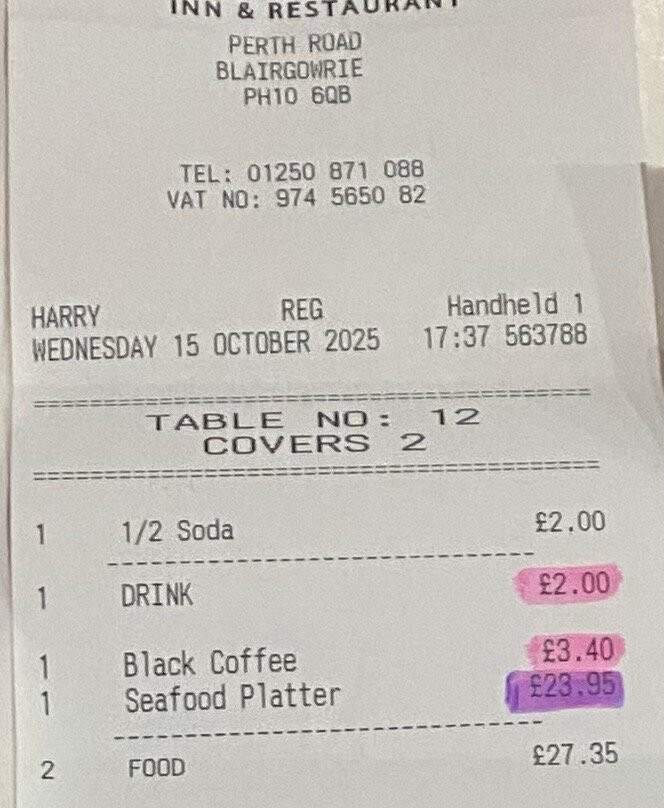 INN & RESTAURANT
PERTH ROAD
BLAIRGOWRIE
PH10 6QB
TEL: 01250 871 088
VAT NO: 974 5650 82
HARRY REG Handheld 1
WEDNESDAY 15 OCTOBER 2025 17:37 563788
TABLE NO: 12
COVERS 2
1 1/2 Soda £2.00
1 DRINK £2.00
1 Black Coffee £3.40
1 Seafood Platter £23.95
2 FOOD £27.35